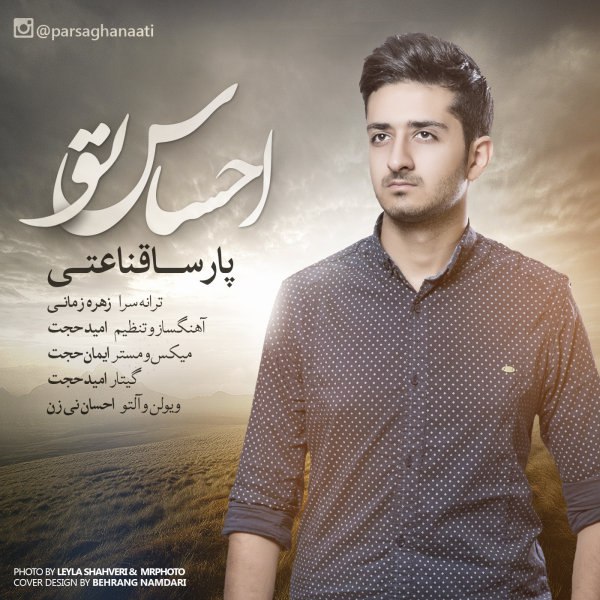 @parsaghanaati
احساس تو
پارسا قناعتی
ترانه سرا زهره زمانی
آهنگساز و تنظیم امید حجت
میکس و مستر ایمان حجت
گیتار امید حجت
ویولن و آلتو احسان نی زن
PHOTO BY LEYLA SHAHVERI & MRPHOTO
COVER DESIGN BY BEHRANG NAMDARI